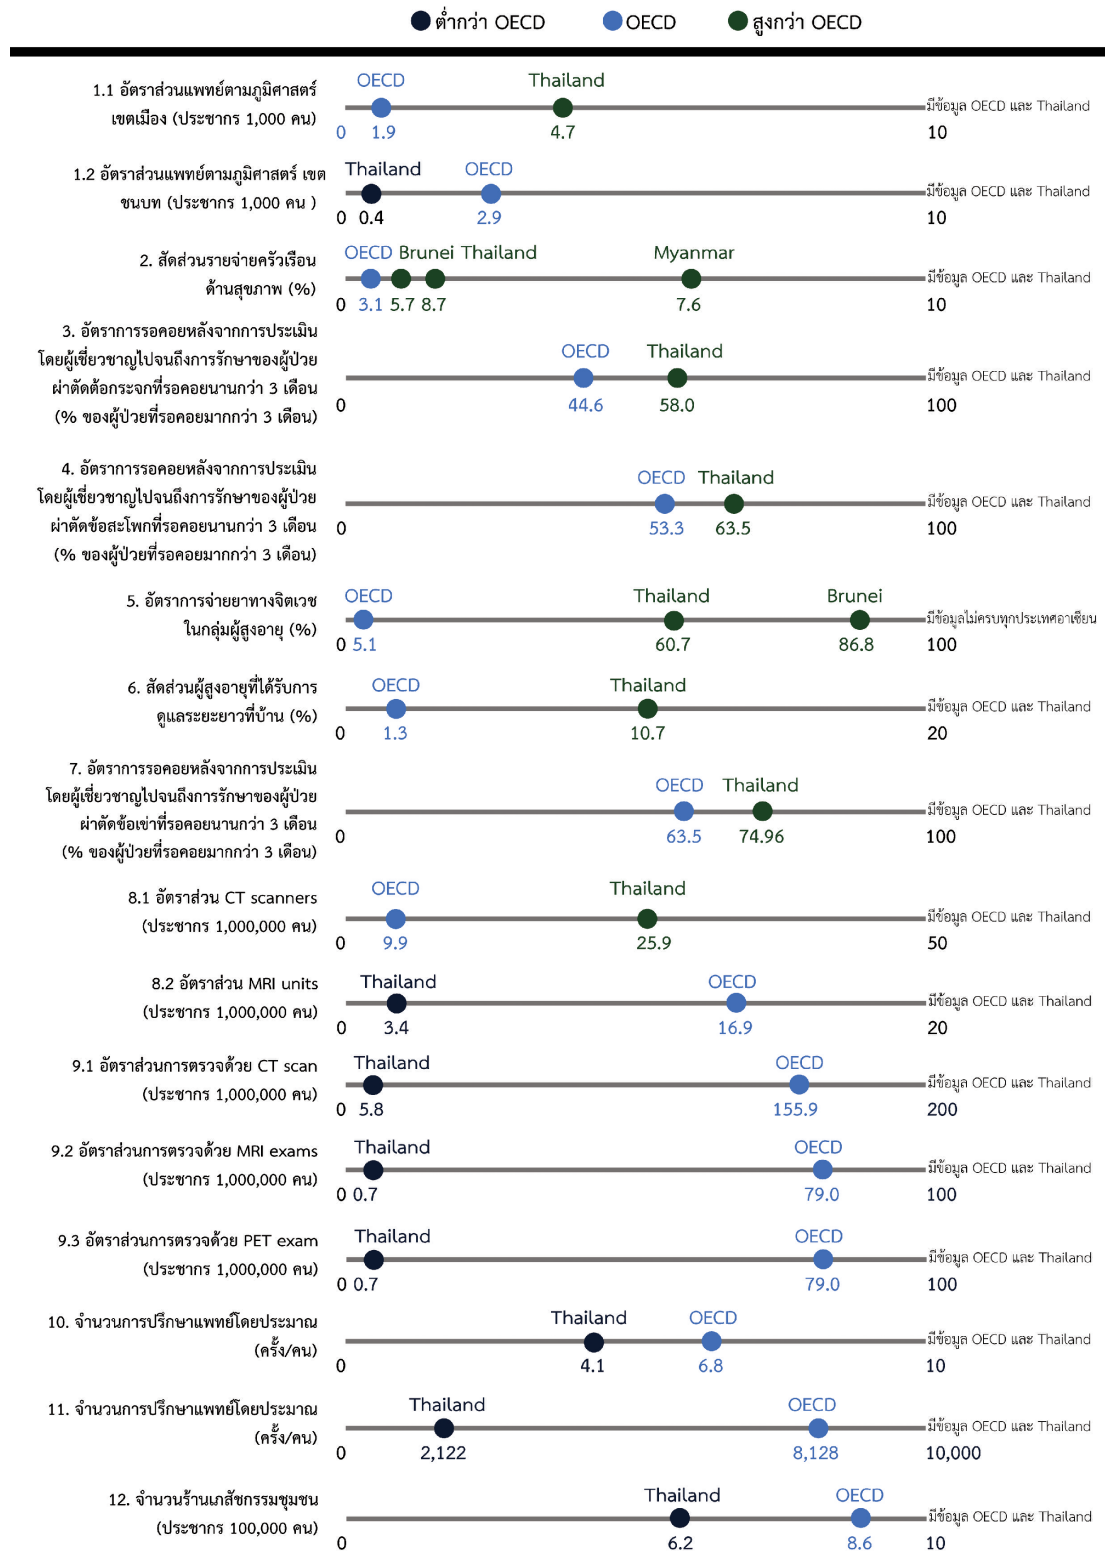 ต่ำกว่า OECD OECD สูงกว่า OECD
1.1 อัตราส่วนแพทย์ตามภูมิศาสตร์
เขตเมือง (ประชากร 1,000 คน)
OECD Thailand
มีข้อมูล OECD และ Thailand
0 1.9 4.7 10
1.2 อัตราส่วนแพทย์ตามภูมิศาสตร์ เขต
ชนบท (ประชากร 1,000 คน )
Thailand OECD
มีข้อมูล OECD และ Thailand
0 0.4 2.9 10
2. สัดส่วนรายจ่ายครัวเรือน
ด้านสุขภาพ (%)
OECD Brunei Thailand Myanmar
มีข้อมูล OECD และ Thailand
0 3.1 5.7 8.7 7.6 10
3. อัตราการรอคอยหลังจากการประเมิน
โดยผู้เชี่ยวชาญไปจนถึงการรักษาของผู้ป่วย
ผ่าตัดต้อกระจกที่รอคอยนานกว่า 3 เดือน
(% ของผู้ป่วยที่รอคอยมากกว่า 3 เดือน)
OECD Thailand
มีข้อมูล OECD และ Thailand
0 44.6 58.0 100
4. อัตราการรอคอยหลังจากการประเมิน
โดยผู้เชี่ยวชาญไปจนถึงการรักษาของผู้ป่วย
ผ่าตัดข้อสะโพกที่รอคอยนานกว่า 3 เดือน
(% ของผู้ป่วยที่รอคอยมากกว่า 3 เดือน)
OECD Thailand
มีข้อมูล OECD และ Thailand
0 53.3 63.5 100
5. อัตราการจ่ายยาทางจิตเวช
ในกลุ่มผู้สูงอายุ (%)
OECD Thailand Brunei
มีข้อมูลไม่ครบทุกประเทศอาเซียน
0 5.1 60.7 86.8 100
6. สัดส่วนผู้สูงอายุที่ได้รับการ
ดูแลระยะยาวที่บ้าน (%)
OECD Thailand
มีข้อมูล OECD และ Thailand
0 1.3 10.7 20
7. อัตราการรอคอยหลังจากการประเมิน
โดยผู้เชี่ยวชาญไปจนถึงการรักษาของผู้ป่วย
ผ่าตัดข้อเข่าที่รอคอยนานกว่า 3 เดือน
(% ของผู้ป่วยที่รอคอยมากกว่า 3 เดือน)
OECD Thailand
มีข้อมูล OECD และ Thailand
0 63.5 74.96 100
8.1 อัตราส่วน CT scanners
(ประชากร 1,000,000 คน)
OECD Thailand
มีข้อมูล OECD และ Thailand
0 9.9 25.9 50
8.2 อัตราส่วน MRI units
(ประชากร 1,000,000 คน)
Thailand OECD
มีข้อมูล OECD และ Thailand
0 3.4 16.9 20
9.1 อัตราส่วนการตรวจด้วย CT scan
(ประชากร 1,000,000 คน)
Thailand OECD
มีข้อมูล OECD และ Thailand
0 5.8 155.9 200
9.2 อัตราส่วนการตรวจด้วย MRI exams
(ประชากร 1,000,000 คน)
Thailand OECD
มีข้อมูล OECD และ Thailand
0 0.7 79.0 100
9.3 อัตราส่วนการตรวจด้วย PET exam
(ประชากร 1,000,000 คน)
Thailand OECD
มีข้อมูล OECD และ Thailand
0 0.7 79.0 100
10. จำนวนการปรึกษาแพทย์โดยประมาณ
(ครั้ง/คน)
Thailand OECD
มีข้อมูล OECD และ Thailand
0 4.1 6.8 10
11. จำนวนการปรึกษาแพทย์โดยประมาณ
(ครั้ง/คน)
Thailand OECD
มีข้อมูล OECD และ Thailand
0 2,122 8,128 10,000
12. จำนวนร้านเภสัชกรรมชุมชน
(ประชากร 100,000 คน)
Thailand OECD
มีข้อมูล OECD และ Thailand
0 6.2 8.6 10